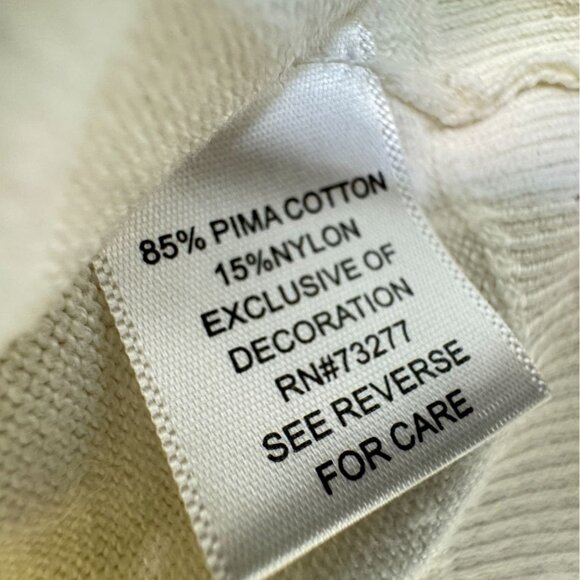 85% PIMA COTTON
15%NYLON
EXCLUSIVE OF
DECORATION
RN#73277
SEE REVERSE
FOR CARE